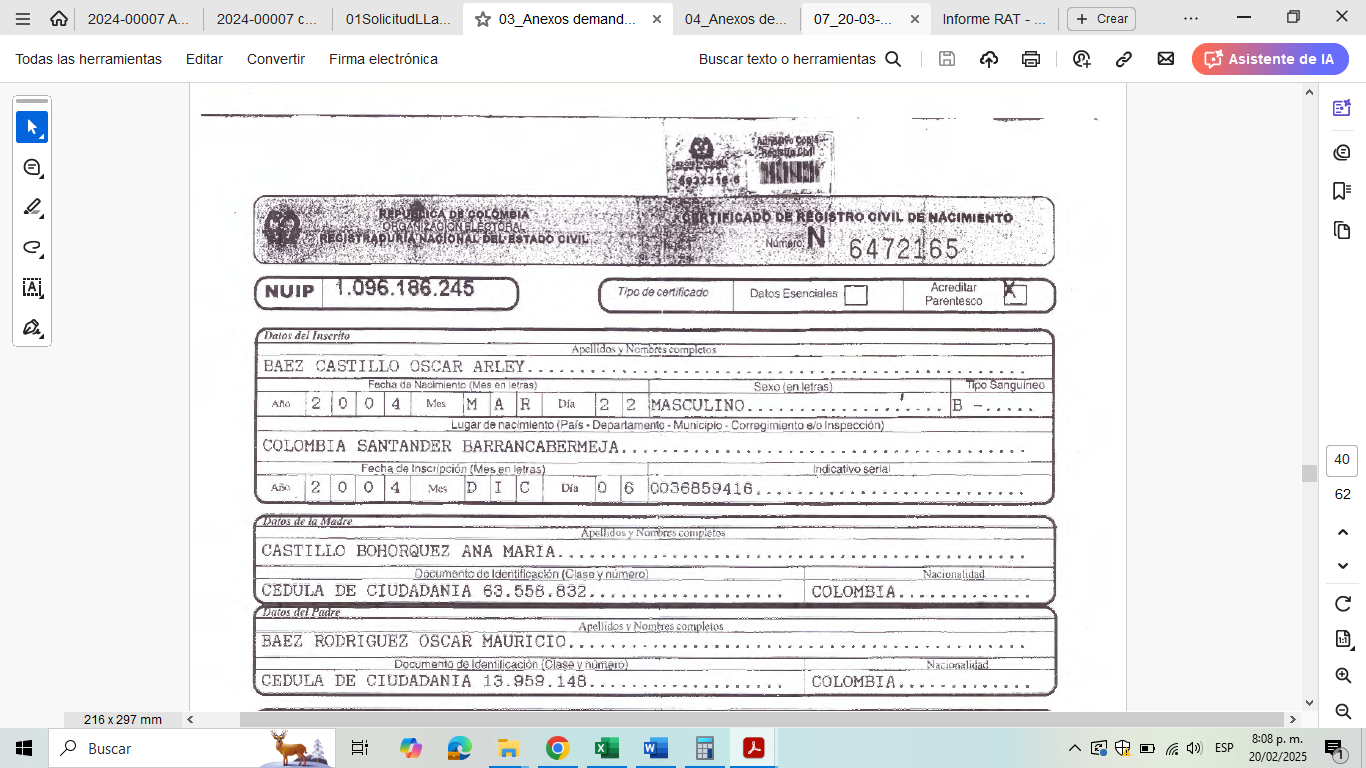 2024-00007 A...
2024-00007 c...
01SolicitudLLa...
03_Anexos demand...
04_Anexos de...
07_20-03-...
Informe RAT - ...
Crear
Todas las herramientas
Editar
Convertir
Firma electrónica
Buscar texto o herramientas
Asistente de IA
Adhesivo Copia
Registro Civil
REPUBLICA DE COLOMBIA
ORGANIZACION ELECTORAL
REGISTRADURIA NACIONAL DEL ESTADO CIVIL
CERTIFICADO DE REGISTRO CIVIL DE NACIMIENTO
Número N 6472165
NUIP 1.096.186.245
Tipo de certificado Datos Esenciales Acreditar Parentesco X
Datos del Inscrito
Apellidos y Nombres completos
BAEZ CASTILLO OSCAR ARLEY
Fecha de Nacimiento (Mes en letras) Sexo (en letras) Tipo Sanguíneo
Año 2 0 0 4 Mes M A R Día 2 2 MASCULINO B -
Lugar de nacimiento (País - Departamento - Municipio - Corregimiento e/o Inspección)
COLOMBIA SANTANDER BARRANCABERMEJA
Fecha de Inscripción (Mes en letras) Indicativo serial
Año 2 0 0 4 Mes D I C Día 0 6 0036859416
Datos de la Madre
Apellidos y Nombres completos
CASTILLO BOHORQUEZ ANA MARIA
Documento de Identificación (Clase y número) Nacionalidad
CEDULA DE CIUDADANIA 63.558.832 COLOMBIA
Datos del Padre
Apellidos y Nombres completos
BAEZ RODRIGUEZ OSCAR MAURICIO
Documento de Identificación (Clase y número) Nacionalidad
CEDULA DE CIUDADANIA 13.959.148 COLOMBIA
40
62
216 x 297 mm
Buscar
ESP
8:08 p. m.
20/02/2025
1